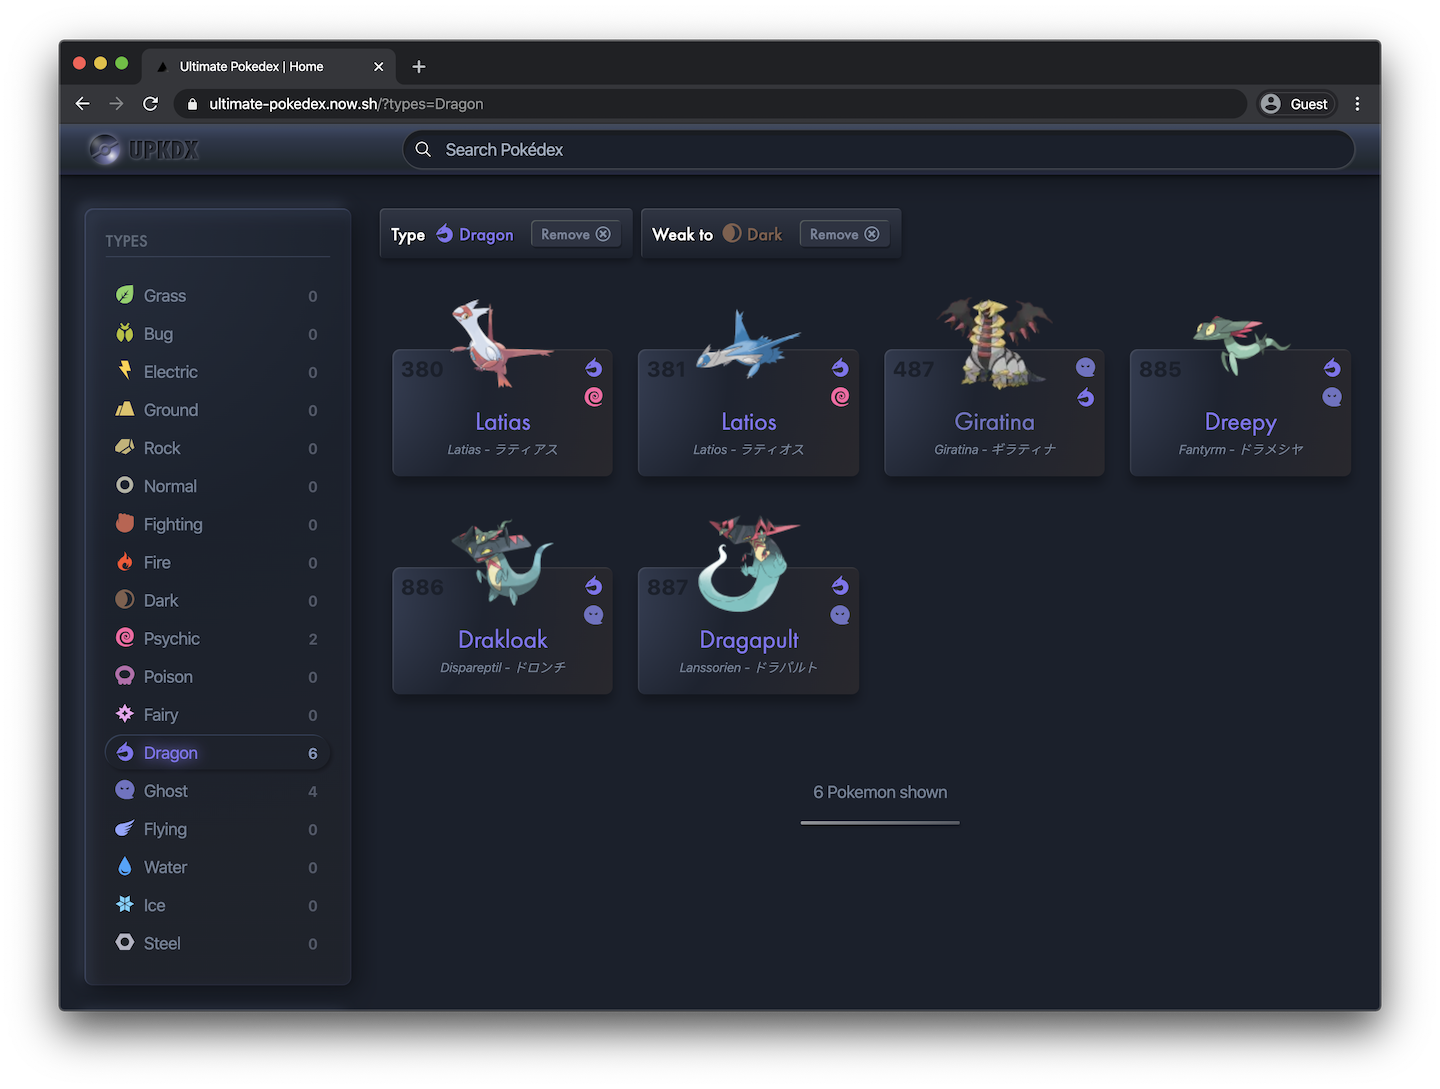 Ultimate Pokedex | Home
ultimate-pokedex.now.sh/?types=Dragon
Guest
UPKDX
Search Pokédex
TYPES
Grass 0
Bug 0
Electric 0
Ground 0
Rock 0
Normal 0
Fighting 0
Fire 0
Dark 0
Psychic 2
Poison 0
Fairy 0
Dragon 6
Ghost 4
Flying 0
Water 0
Ice 0
Steel 0
Type Dragon Remove
Weak to Dark Remove
380
Latias
Latias - ラティアス
381
Latios
Latios - ラティオス
487
Giratina
Giratina - ギラティナ
885
Dreepy
Fantyrm - ドラメシヤ
886
Drakloak
Dispareptil - ドロンチ
887
Dragapult
Lanssorien - ドラパルト
6 Pokemon shown